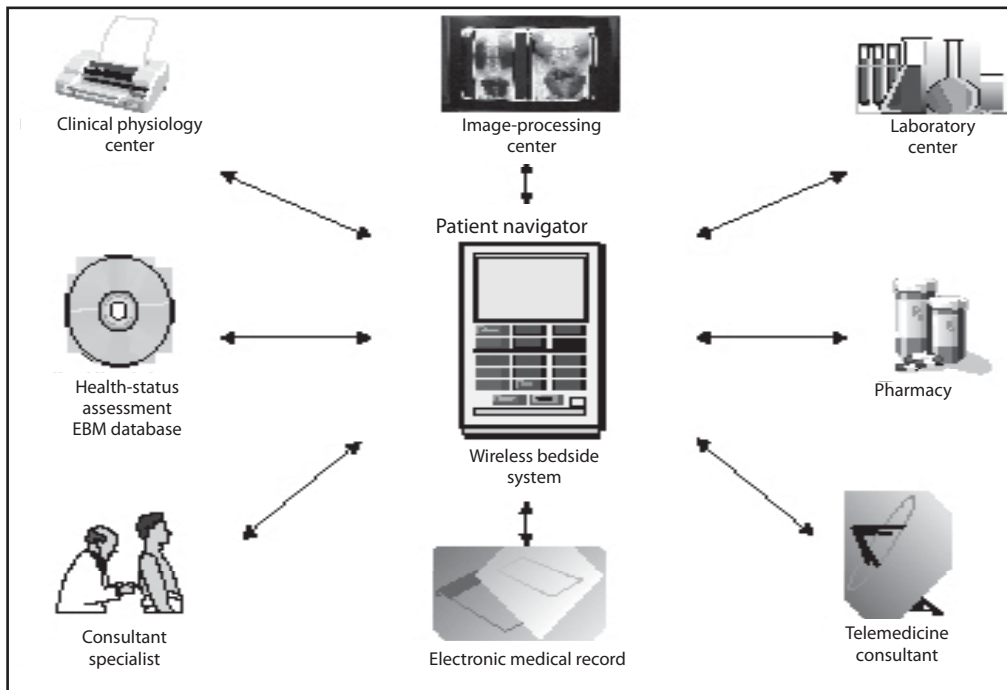 Clinical physiology
center
Image-processing
center
Laboratory
center
Patient navigator
Health-status
assessment
EBM database
Wireless bedside
system
Pharmacy
Consultant
specialist
Electronic medical record
Telemedicine
consultant